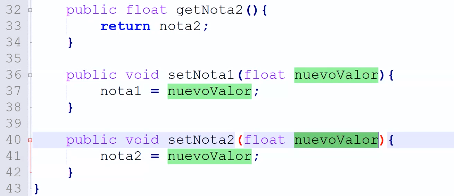 32 public float getNota2(){
33 return nota2;
34 }
35
36 public void setNota1(float nuevoValor){
37 nota1 = nuevoValor;
38 }
39
40 public void setNota2(float nuevoValor){
41 nota2 = nuevoValor;
42 }
43 }